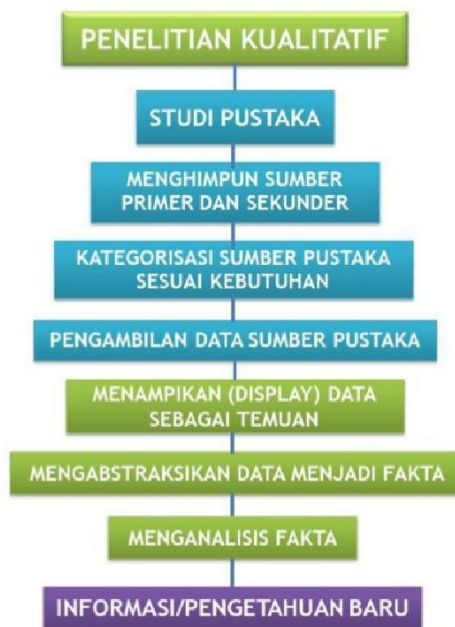 PENELITIAN KUALITATIF
STUDI PUSTAKA
MENGHIMPUN SUMBER
PRIMER DAN SEKUNDER
KATEGORISASI SUMBER PUSTAKA
SESUAI KEBUTUHAN
PENGAMBILAN DATA SUMBER PUSTAKA
MENAMPIKAN (DISPLAY) DATA
SEBAGAI TEMUAN
MENGABSTRAKSIKAN DATA MENJADI FAKTA
MENGANALISIS FAKTA
INFORMASI/PENGETAHUAN BARU